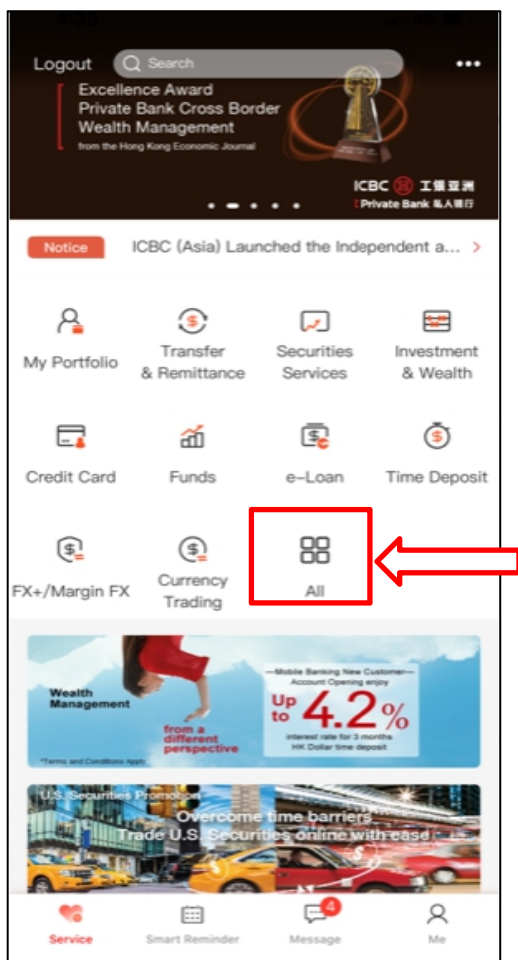 Logout
Search
Excellence Award
Private Bank Cross Border
Wealth Management
from the Hong Kong Economic Journal
ICBC 工銀亞洲
Private Bank 私人銀行
Notice
ICBC (Asia) Launched the Independent a...
My Portfolio
Transfer
& Remittance
Securities
Services
Investment
& Wealth
Credit Card
Funds
e-Loan
Time Deposit
FX+/Margin FX
Currency
Trading
All
Wealth
Management
from a
different
perspective
*Terms and Conditions Apply
Mobile Banking New Customer
Account Opening enjoy
Up
to 4.2%
interest rate for 3 months
HK Dollar time deposit
U.S. Securities Promotion
Overcome time barriers
Trade U.S. Securities online with ease
4
Service
Smart Reminder
Message
Me